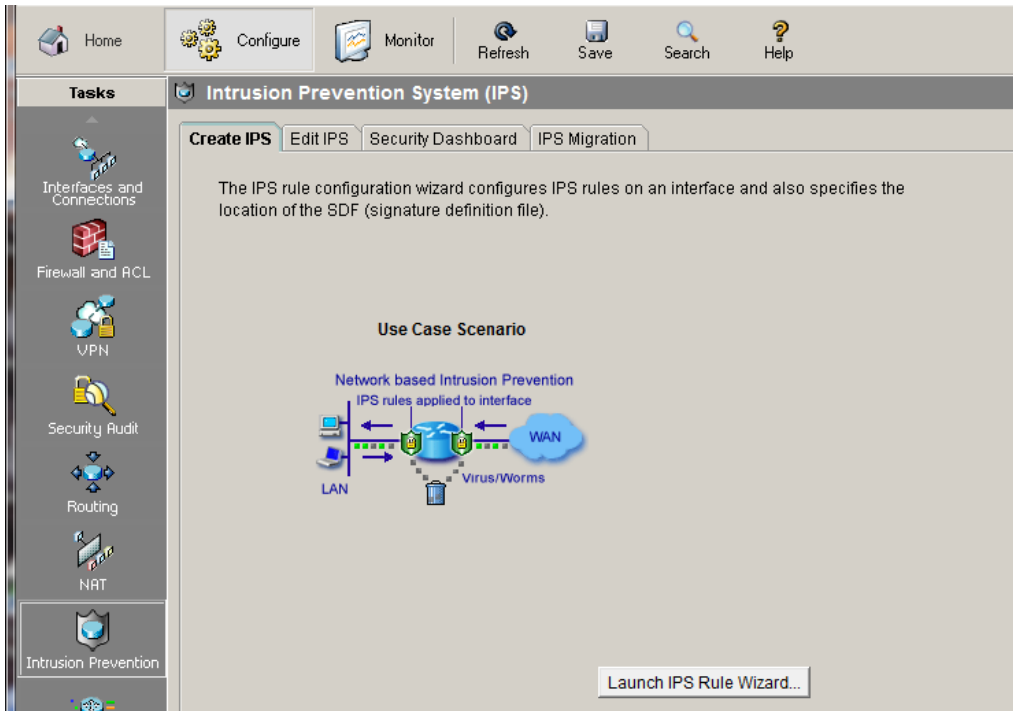 Home
Configure
Monitor
Refresh
Save
Search
Help
Tasks
Interfaces and
Connections
Firewall and ACL
VPN
Security Audit
Routing
NAT
Intrusion Prevention
Intrusion Prevention System (IPS)
Create IPS
Edit IPS
Security Dashboard
IPS Migration
The IPS rule configuration wizard configures IPS rules on an interface and also specifies the
location of the SDF (signature definition file).
Use Case Scenario
Network based Intrusion Prevention
IPS rules applied to interface
WAN
LAN
Virus/Worms
Launch IPS Rule Wizard...